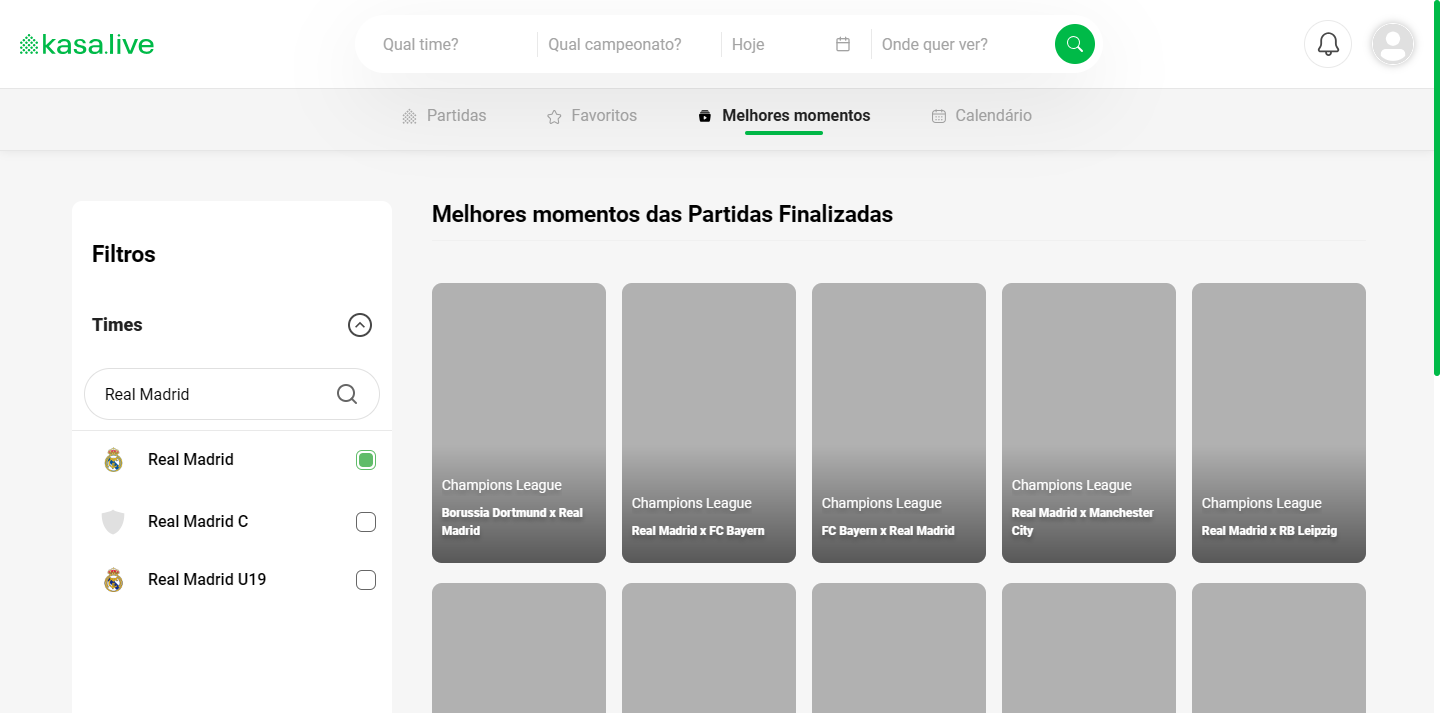 kasa.live
Qual time?
Qual campeonato?
Hoje
Onde quer ver?
Partidas
Favoritos
Melhores momentos
Calendário
Filtros
Times
Real Madrid
Real Madrid
Real Madrid C
Real Madrid U19
Melhores momentos das Partidas Finalizadas
Champions League
Borussia Dortmund x Real
Madrid
Champions League
Real Madrid x FC Bayern
Champions League
FC Bayern x Real Madrid
Champions League
Real Madrid x Manchester
City
Champions League
Real Madrid x RB Leipzig